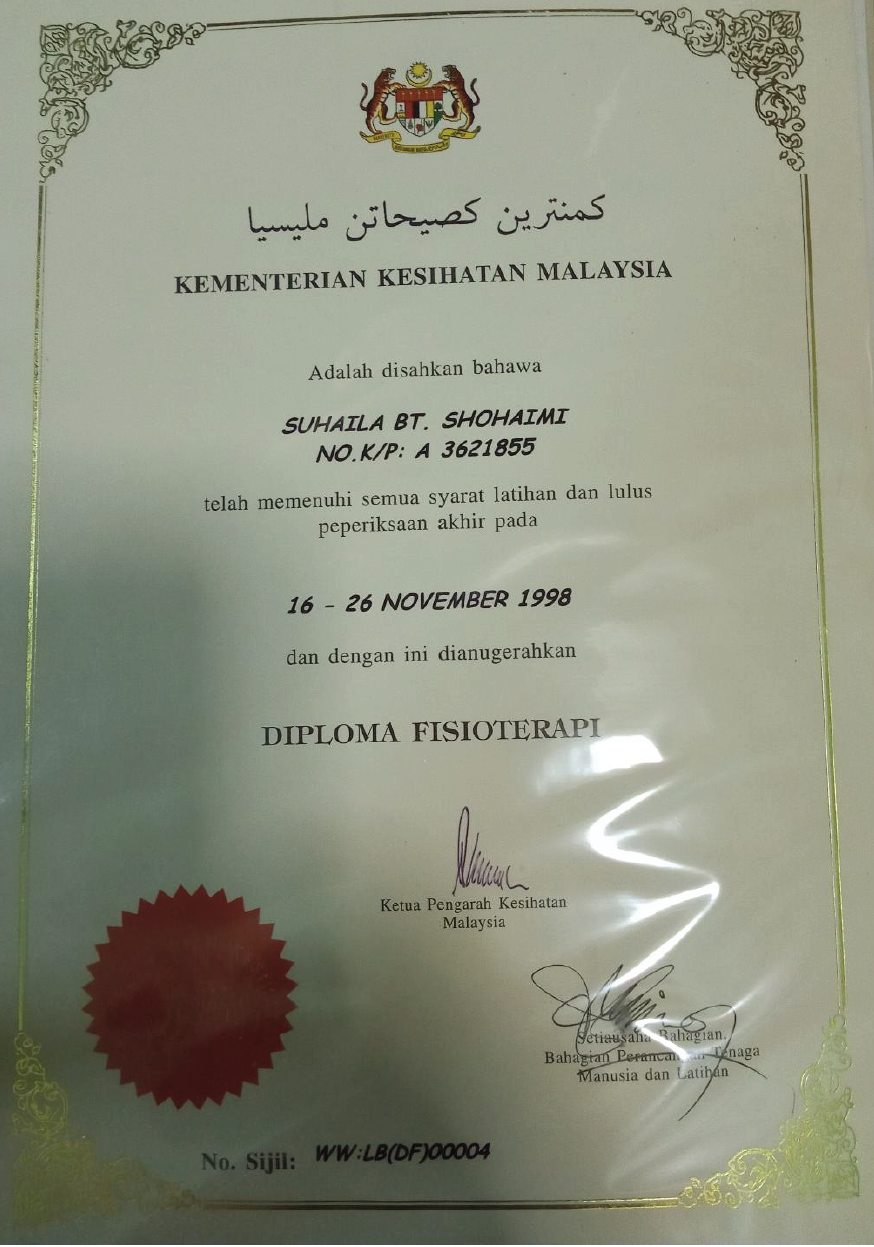 كمنترين كصيحاتن مليسيا
KEMENTERIAN KESIHATAN MALAYSIA
Adalah disahkan bahawa
SUHAILA BT. SHOHAIMI
NO.K/P: A 3621855
telah memenuhi semua syarat latihan dan lulus
peperiksaan akhir pada
16 - 26 NOVEMBER 1998
dan dengan ini dianugerahkan
DIPLOMA FISIOTERAPI
Ketua Pengarah Kesihatan
Malaysia
Setiausaha Bahagian.
Bahagian Perancangan Tenaga
Manusia dan Latihan
No. Sijil: WW:LB(DF)00004